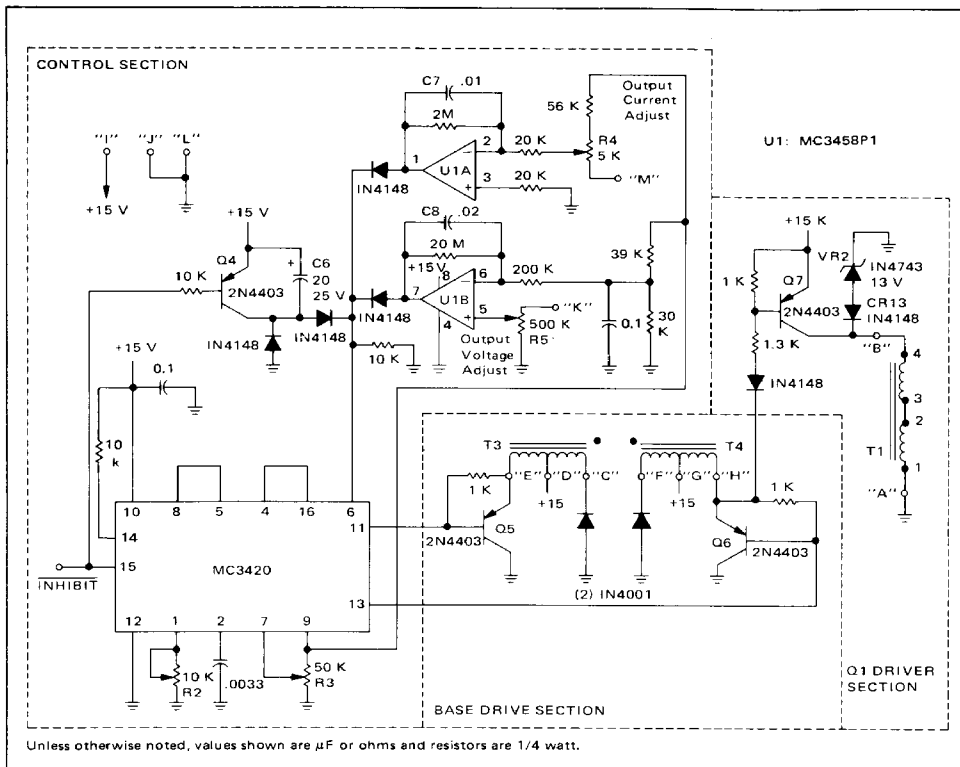 CONTROL SECTION
"I" "J" "L"
+15 V
C7 .01
2M
1
2
3
U1A
20 K
20 K
IN4148
Output
Current
Adjust
56 K
R4
5 K
"M"
U1: MC3458P1
+15 V
Q4
10 K
2N4403
C6
+
20
25 V
IN4148
IN4148
C8 .02
20 M
+15V
8
7
6
5
4
U1B
IN4148
200 K
"K"
500 K
R5
Output
Voltage
Adjust
10 K
39 K
0.1
30
K
+15 K
VR2
IN4743
13 V
Q7
1 K
2N4403
CR13
IN4148
"B"
1.3 K
IN4148
4
3
2
1
T1
"A"
+15 V
0.1
10
k
10 8 5 4 16 6
14
15
INHIBIT
MC3420
11
13
12 1 2 7 9
10 K
R2
.0033
50 K
R3
T3
T4
1 K
"E" "D" "C"
+15
"F" "G" "H"
+15
1 K
Q5
2N4403
Q6
2N4403
(2) IN4001
BASE DRIVE SECTION
Q1 DRIVER
SECTION
Unless otherwise noted, values shown are μF or ohms and resistors are 1/4 watt.